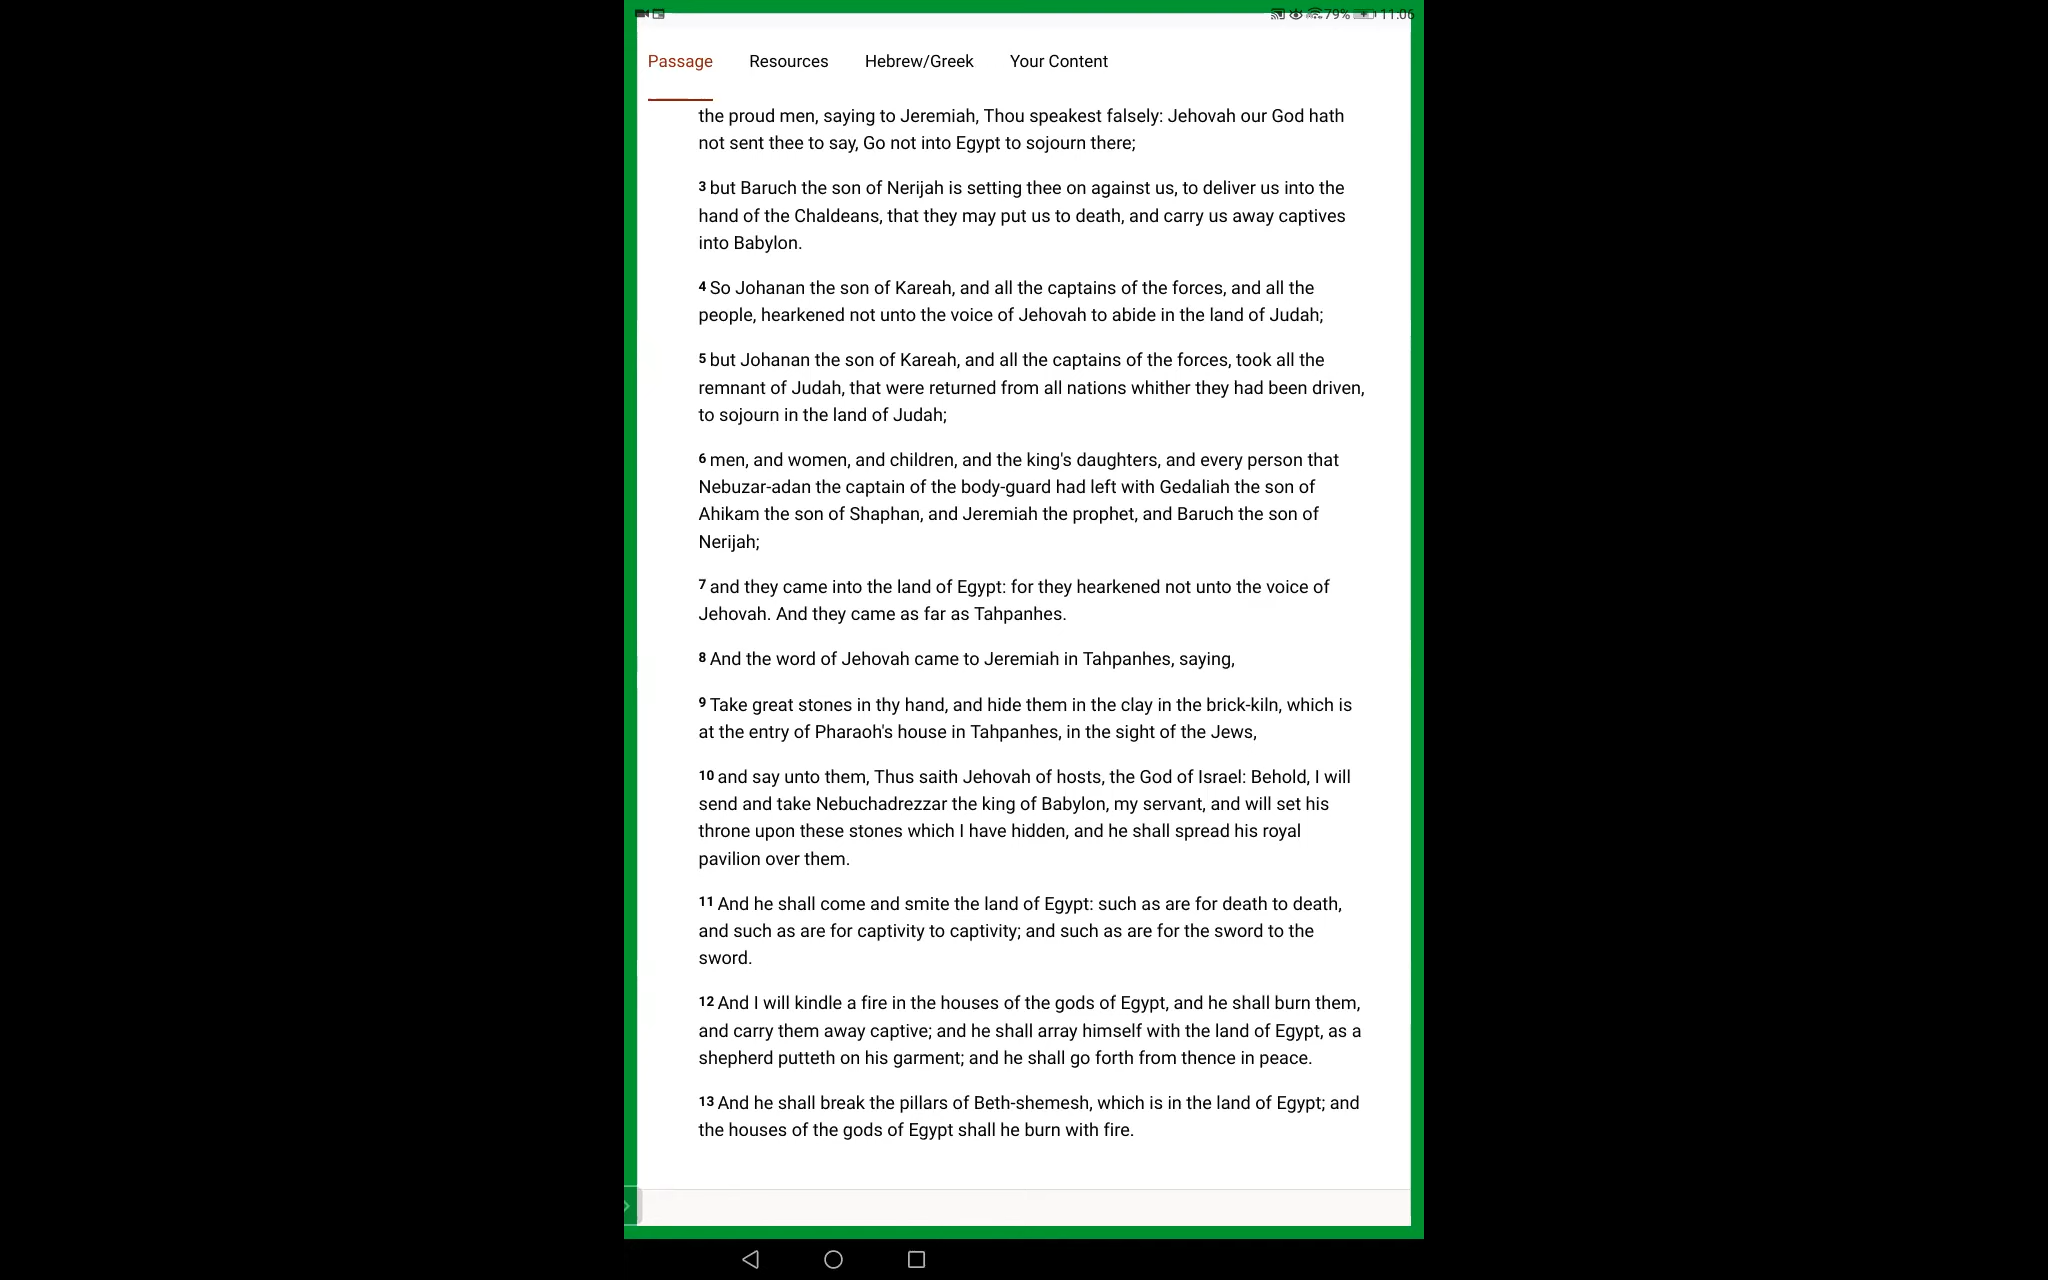 79% 11:06
Passage Resources Hebrew/Greek Your Content
the proud men, saying to Jeremiah, Thou speakest falsely: Jehovah our God hath
not sent thee to say, Go not into Egypt to sojourn there;
3 but Baruch the son of Nerijah is setting thee on against us, to deliver us into the
hand of the Chaldeans, that they may put us to death, and carry us away captives
into Babylon.
4 So Johanan the son of Kareah, and all the captains of the forces, and all the
people, hearkened not unto the voice of Jehovah to abide in the land of Judah;
5 but Johanan the son of Kareah, and all the captains of the forces, took all the
remnant of Judah, that were returned from all nations whither they had been driven,
to sojourn in the land of Judah;
6 men, and women, and children, and the king's daughters, and every person that
Nebuzar-adan the captain of the body-guard had left with Gedaliah the son of
Ahikam the son of Shaphan, and Jeremiah the prophet, and Baruch the son of
Nerijah;
7 and they came into the land of Egypt: for they hearkened not unto the voice of
Jehovah. And they came as far as Tahpanhes.
8 And the word of Jehovah came to Jeremiah in Tahpanhes, saying,
9 Take great stones in thy hand, and hide them in the clay in the brick-kiln, which is
at the entry of Pharaoh's house in Tahpanhes, in the sight of the Jews,
10 and say unto them, Thus saith Jehovah of hosts, the God of Israel: Behold, I will
send and take Nebuchadrezzar the king of Babylon, my servant, and will set his
throne upon these stones which I have hidden, and he shall spread his royal
pavilion over them.
11 And he shall come and smite the land of Egypt: such as are for death to death,
and such as are for captivity to captivity; and such as are for the sword to the
sword.
12 And I will kindle a fire in the houses of the gods of Egypt, and he shall burn them,
and carry them away captive; and he shall array himself with the land of Egypt, as a
shepherd putteth on his garment; and he shall go forth from thence in peace.
13 And he shall break the pillars of Beth-shemesh, which is in the land of Egypt; and
the houses of the gods of Egypt shall he burn with fire.